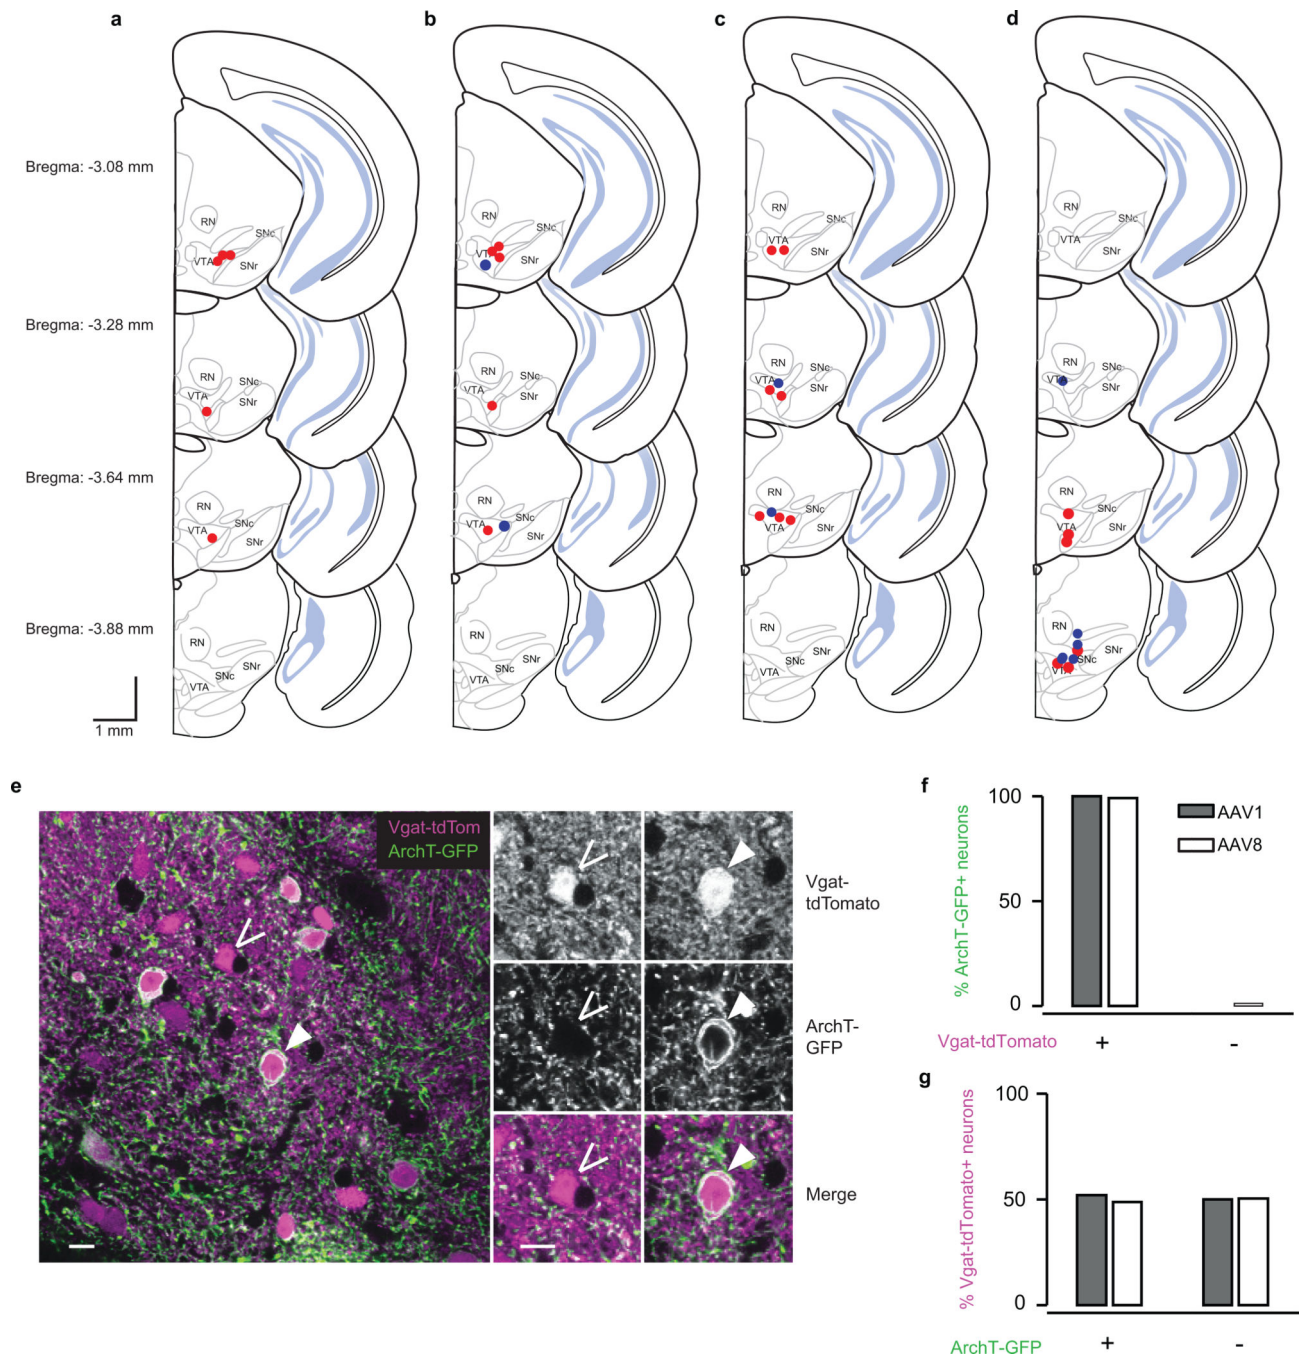 a b c d
Bregma: -3.08 mm
RN SNc VTA SNr
RN SNc VTA SNr
RN SNc VTA SNr
RN SNc VTA SNr
Bregma: -3.28 mm
RN SNc VTA SNr
RN SNc VTA SNr
RN SNc VTA SNr
RN SNc VTA SNr
Bregma: -3.64 mm
RN SNc VTA SNr
RN SNc VTA SNr
RN SNc VTA SNr
RN SNc VTA SNr
Bregma: -3.88 mm
RN SNr SNc VTA
RN SNr SNc VTA
RN SNr SNc VTA
RN SNr SNc VTA
1 mm
e
Vgat-tdTom
ArchT-GFP
Vgat-
tdTomato
ArchT-
GFP
Merge
f
% ArchT-GFP+ neurons
100
50
0
AAV1
AAV8
Vgat-tdTomato + -
g
% Vgat-tdTomato+ neurons
100
50
0
ArchT-GFP + -